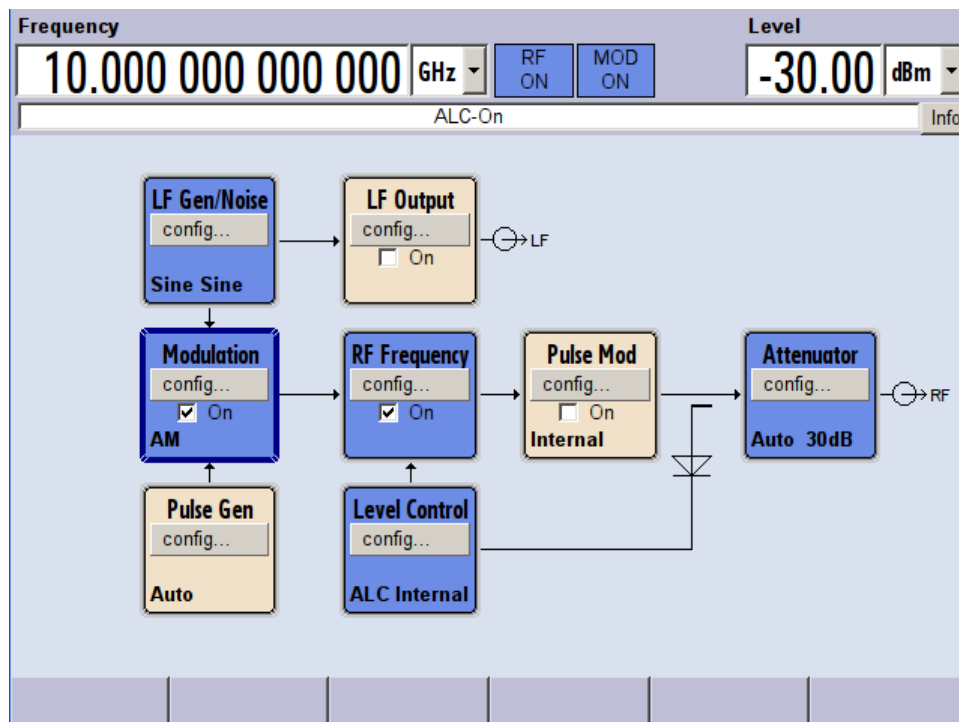 Frequency
Level
10.000 000 000 000 GHz
RF ON
MOD ON
-30.00 dBm
ALC-On
Info
LF Gen/Noise
config...
Sine Sine
LF Output
config...
On
LF
Modulation
config...
On
AM
RF Frequency
config...
On
Pulse Mod
config...
On
Internal
Attenuator
config...
Auto 30dB
RF
Pulse Gen
config...
Auto
Level Control
config...
ALC Internal